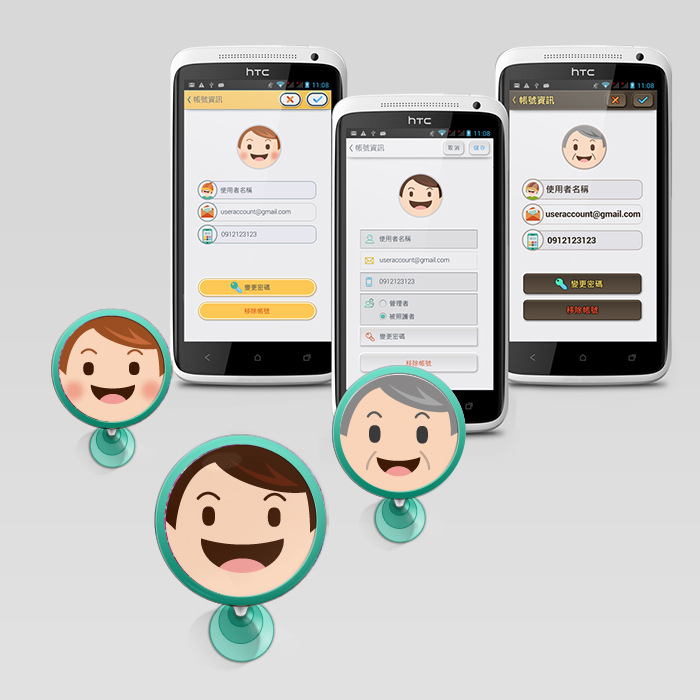 hTC
11:08
帳號資訊
使用者名稱
useraccount@gmail.com
0912123123
變更密碼
移除帳號
hTC
11:08
帳號資訊
取消
儲存
使用者名稱
useraccount@gmail.com
0912123123
管理者
被照護者
變更密碼
移除帳號
hTC
11:08
帳號資訊
使用者名稱
useraccount@gmail.com
0912123123
變更密碼
移除帳號